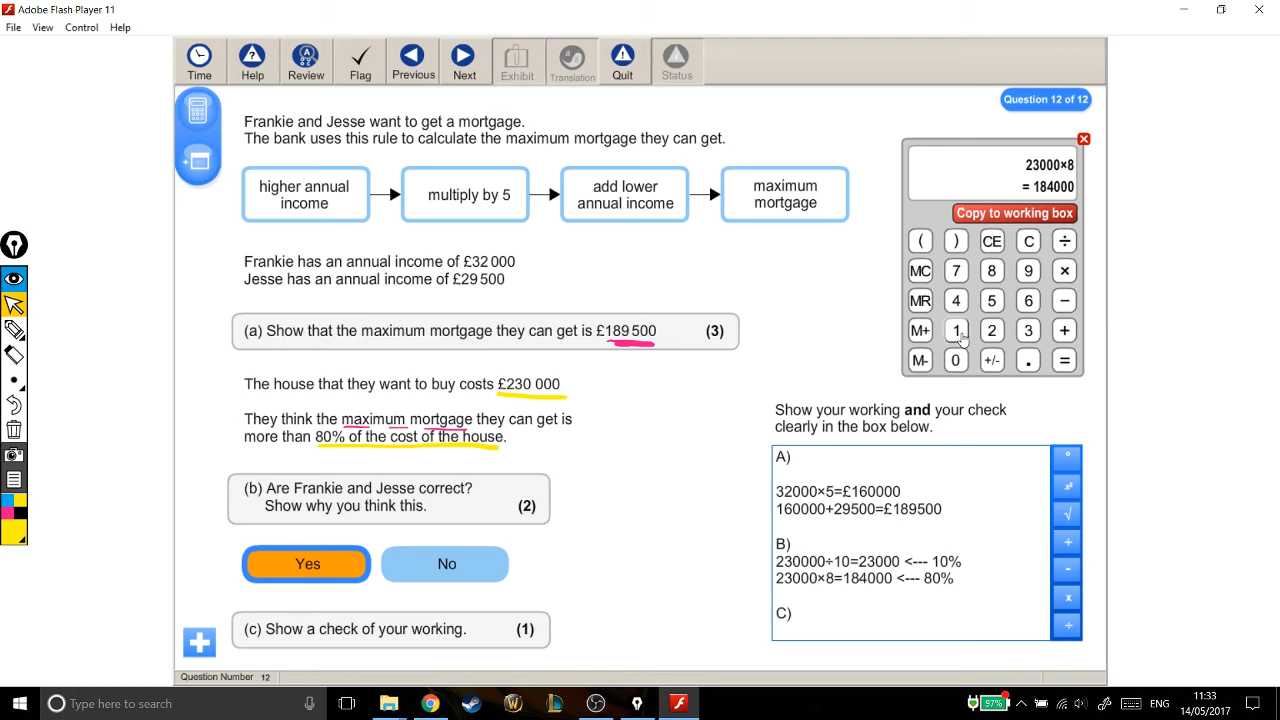 Adobe Flash Player 11
File View Control Help
Time Help Review Flag Previous Next Exhibit Translation Quit Status
Question 12 of 12
Frankie and Jesse want to get a mortgage.
The bank uses this rule to calculate the maximum mortgage they can get.
higher annual
income
multiply by 5
add lower
annual income
maximum
mortgage
Frankie has an annual income of £32 000
Jesse has an annual income of £29 500
(a) Show that the maximum mortgage they can get is £189 500 (3)
The house that they want to buy costs £230 000
They think the maximum mortgage they can get is
more than 80% of the cost of the house.
(b) Are Frankie and Jesse correct?
Show why you think this. (2)
Yes No
(c) Show a check of your working. (1)
23000×8
= 184000
Copy to working box
( ) CE C ÷
MC 7 8 9 ×
MR 4 5 6 −
M+ 1 2 3 +
M- 0 +/- . =
Show your working and your check
clearly in the box below.
A)
32000×5=£160000
160000+29500=£189500
B)
230000÷10=23000 <--- 10%
23000×8=184000 <--- 80%
C)
°
x²
√
+
-
x
÷
Question Number 12
Type here to search
97%
ENG
11:33
14/05/2017